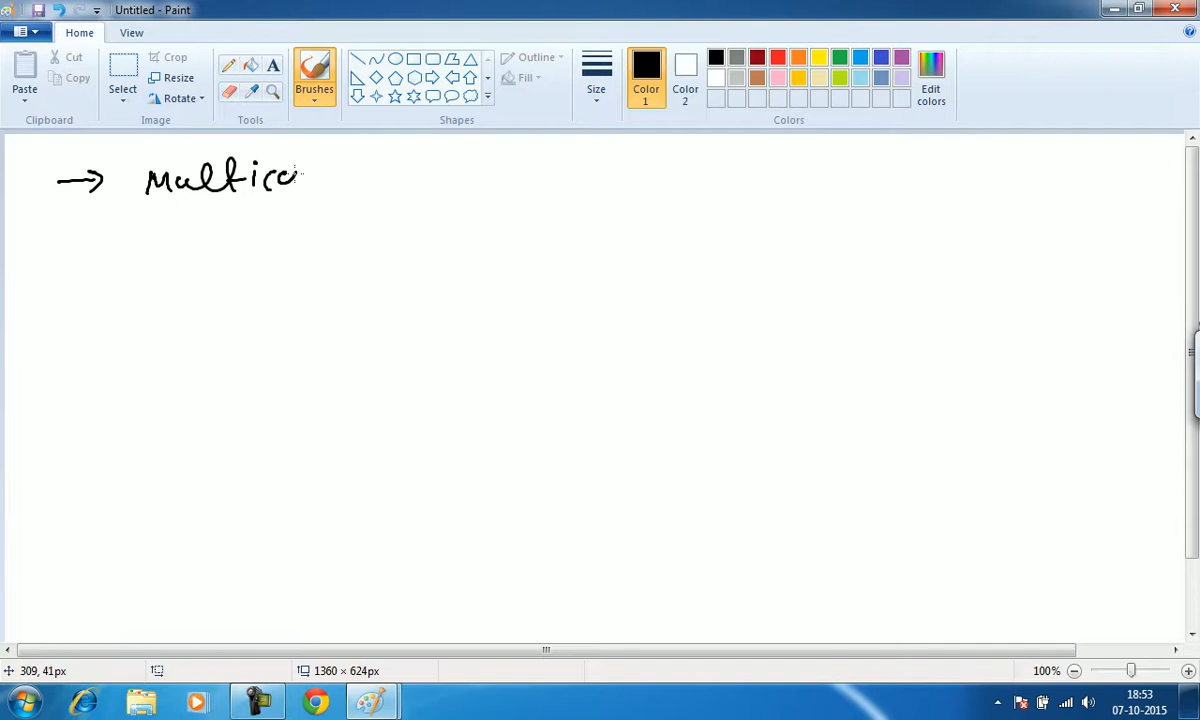 Untitled - Paint
Home View
Cut
Copy
Paste
Clipboard
Crop
Resize
Rotate
Select
Image
A
Tools
Brushes
Outline
Fill
Shapes
Size
Color 1
Color 2
Edit colors
Colors
→ Multica
309, 41px
1360 × 624px
100%
18:53
07-10-2015